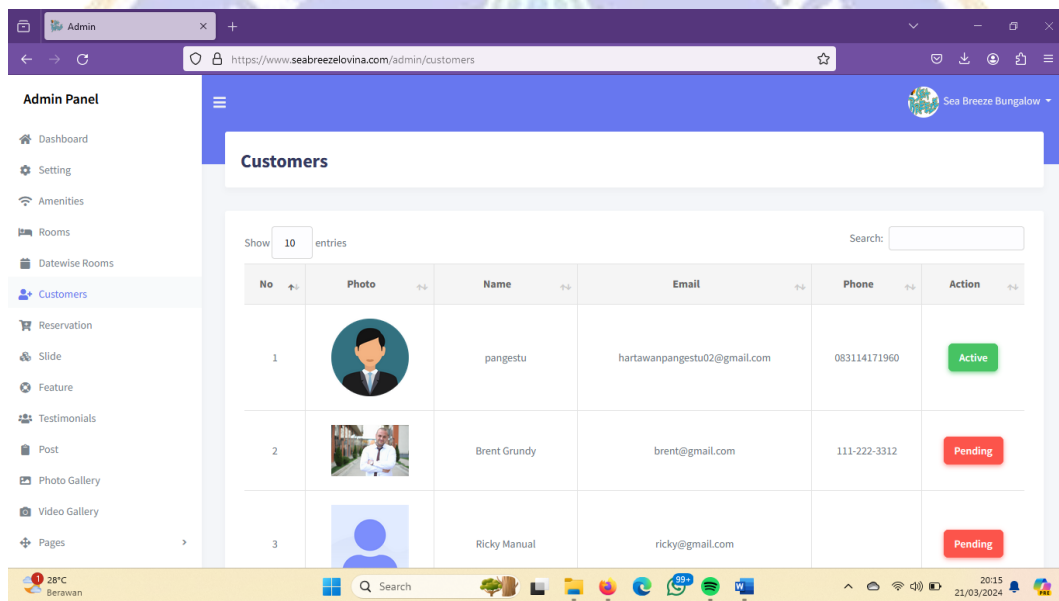 Admin
https://www.seabreezelovina.com/admin/customers
Admin Panel
Sea Breeze Bungalow
Dashboard
Setting
Amenities
Rooms
Datewise Rooms
Customers
Reservation
Slide
Feature
Testimonials
Post
Photo Gallery
Video Gallery
Pages
Customers
Show 10 entries
Search:
No Photo Name Email Phone Action
1 pangestu hartawanpangestu02@gmail.com 083114171960 Active
2 Brent Grundy brent@gmail.com 111-222-3312 Pending
3 Ricky Manual ricky@gmail.com Pending
1
28°C
Berawan
Search
99+
W
20:15
21/03/2024
PRE